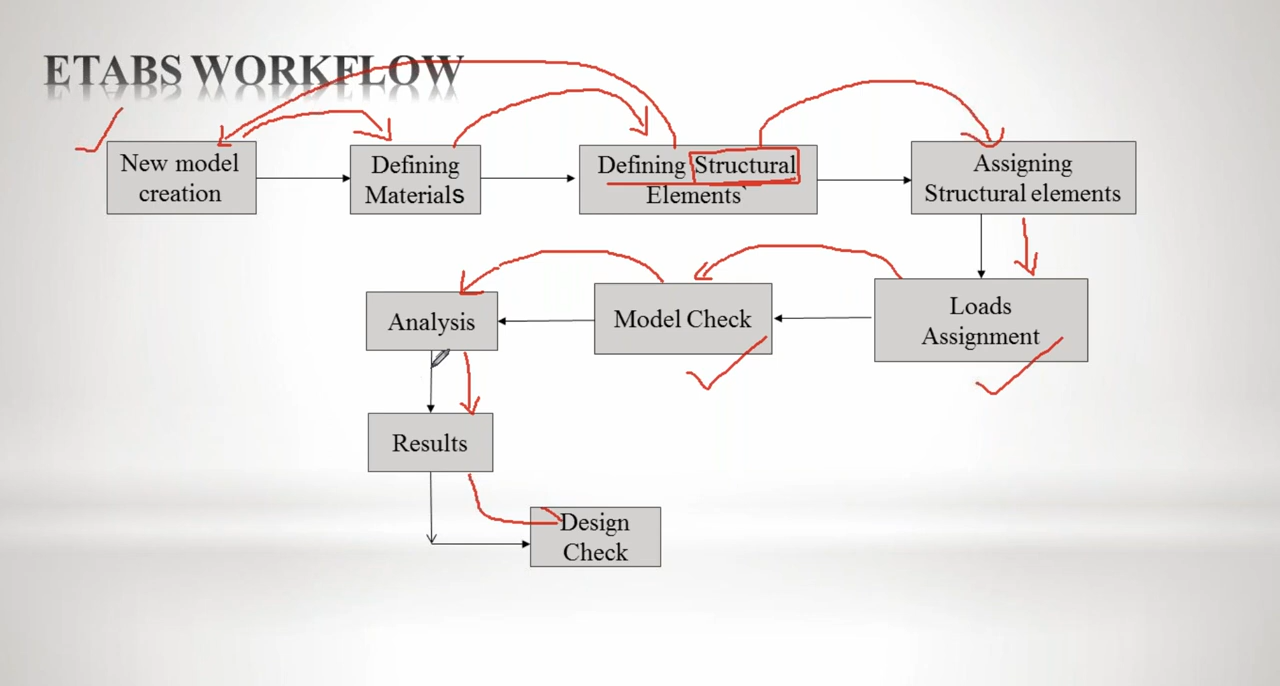 ETABS WORKFLOW
New model
creation
Defining
Materials
Defining Structural
Elements`
Assigning
Structural elements
Loads
Assignment
Model Check
Analysis
Results
Design
Check